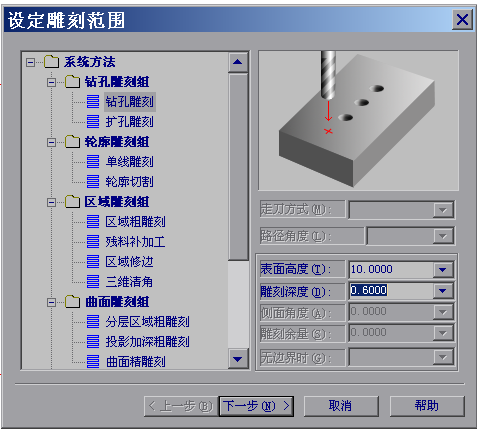 设定雕刻范围
系统方法
钻孔雕刻组
钻孔雕刻
扩孔雕刻
轮廓雕刻组
单线雕刻
轮廓切割
区域雕刻组
区域粗雕刻
残料补加工
区域修边
三维清角
曲面雕刻组
分层区域粗雕刻
投影加深粗雕刻
曲面精雕刻
走刀方式(M):
路径角度(L):
表面高度(T): 10.0000
雕刻深度(D): 0.6000
侧面角度(A): 0.0000
雕刻余量(S): 0.0000
无边界时(G):
< 上一步(B) 下一步(N) > 取消 帮助